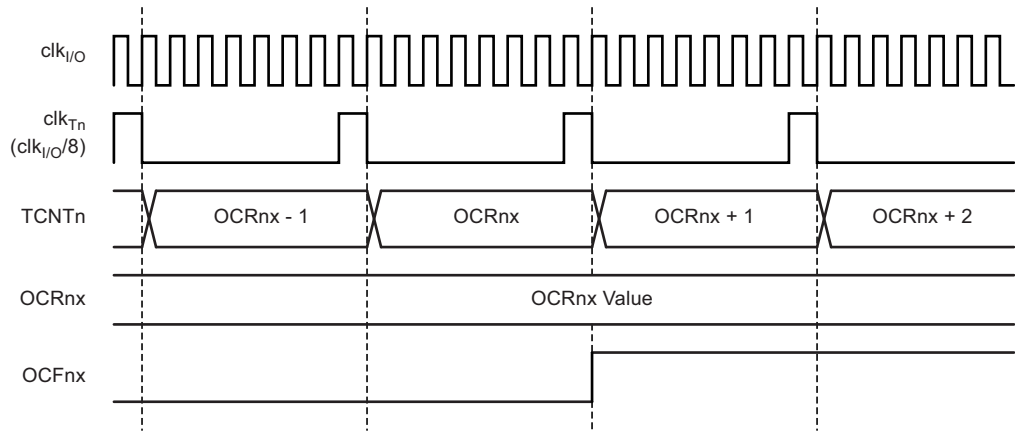 clkI/O
clkTn
(clkI/O/8)
TCNTn OCRnx - 1 OCRnx OCRnx + 1 OCRnx + 2
OCRnx OCRnx Value
OCFnx